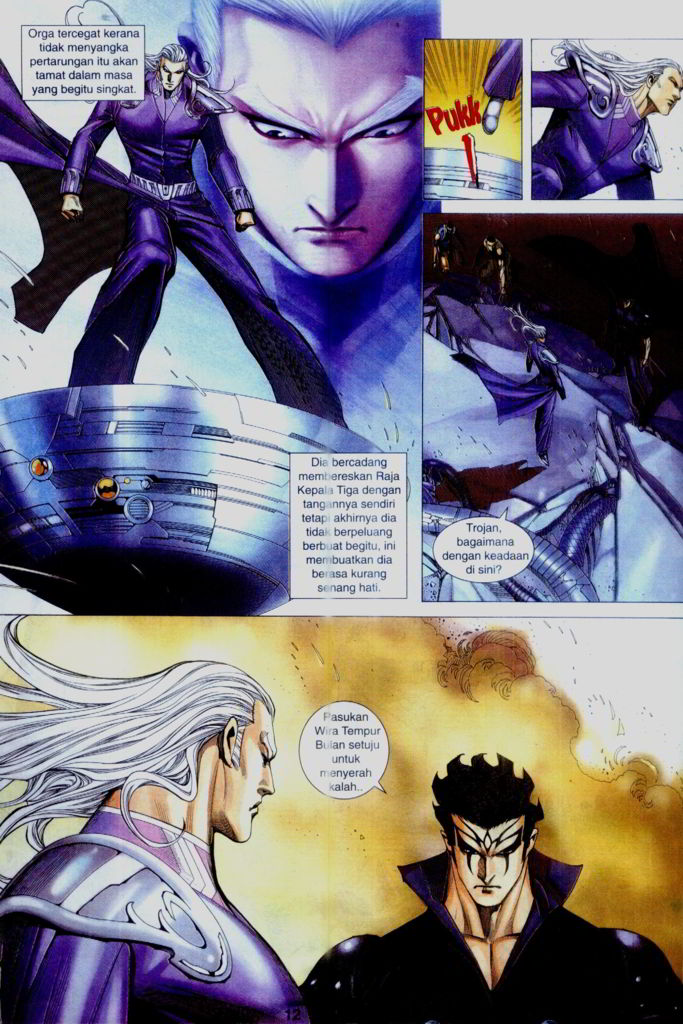 Orga tercegat kerana
tidak menyangka
pertarungan itu akan
tamat dalam masa
yang begitu singkat.
Pukk
Dia bercadang
membereskan Raja
Kepala Tiga dengan
tangannya sendiri
tetapi akhirnya dia
tidak berpeluang
berbuat begitu, ini
membuatkan dia
berasa kurang
senang hati.
Trojan,
bagaimana
dengan keadaan
di sini?
Pasukan
Wira Tempur
Bulan setuju
untuk
menyerah
kalah..
12